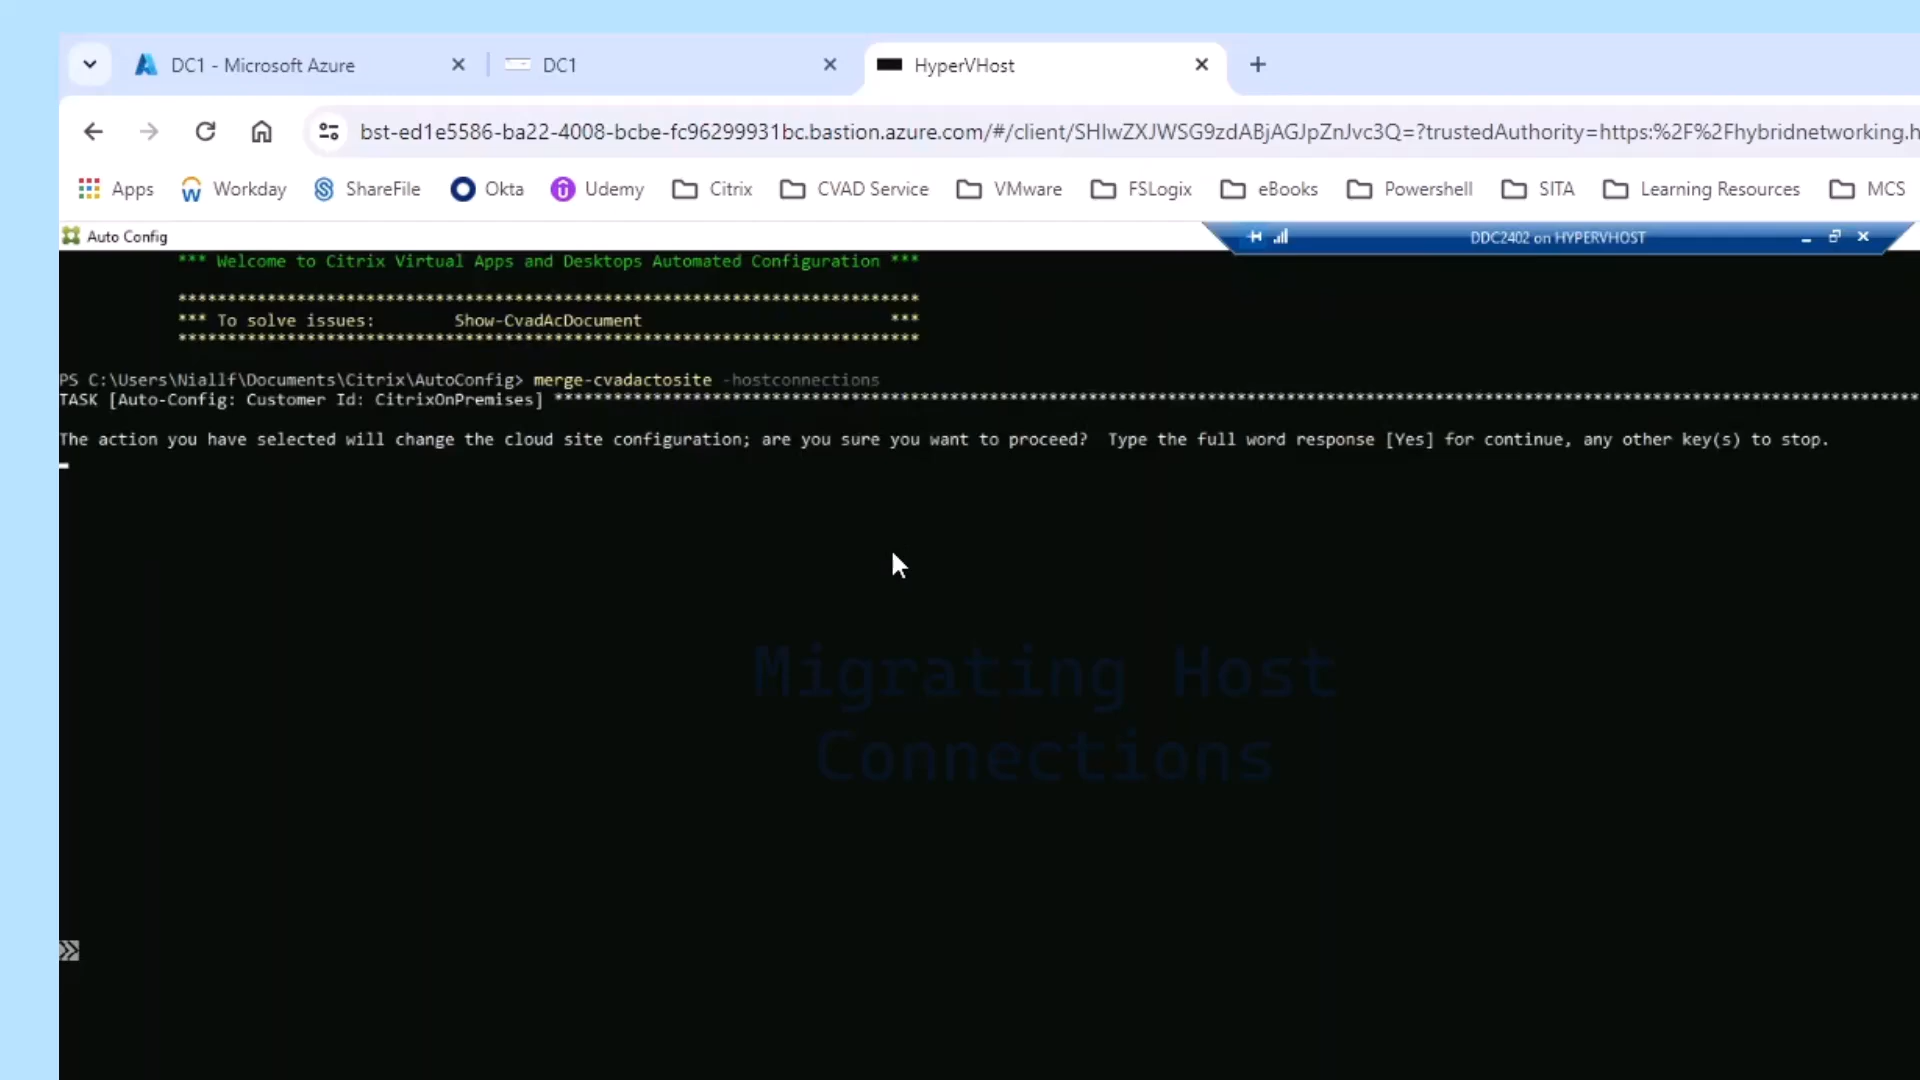 DC1 - Microsoft Azure
DC1
HyperVHost
bst-ed1e5586-ba22-4008-bcbe-fc96299931bc.bastion.azure.com/#/client/SHlwZXJWSG9zdABjAGJpZnJvc3Q=?trustedAuthority=https:%2F%2Fhybridnetworking.h
Apps Workday ShareFile Okta Udemy Citrix CVAD Service VMware FSLogix eBooks Powershell SITA Learning Resources MCS
Auto Config
DDC2402 on HYPERVHOST
*** Welcome to Citrix Virtual Apps and Desktops Automated Configuration ***
***************************************************************************
*** To solve issues: Show-CvadAcDocument ***
***************************************************************************
PS C:\Users\Niallf\Documents\Citrix\AutoConfig> merge-cvadactosite -hostconnections
TASK [Auto-Config: Customer Id: CitrixOnPremises] ******************************************************************************************************************************************
The action you have selected will change the cloud site configuration; are you sure you want to proceed? Type the full word response [Yes] for continue, any other key(s) to stop.
Migrating Host
Connections